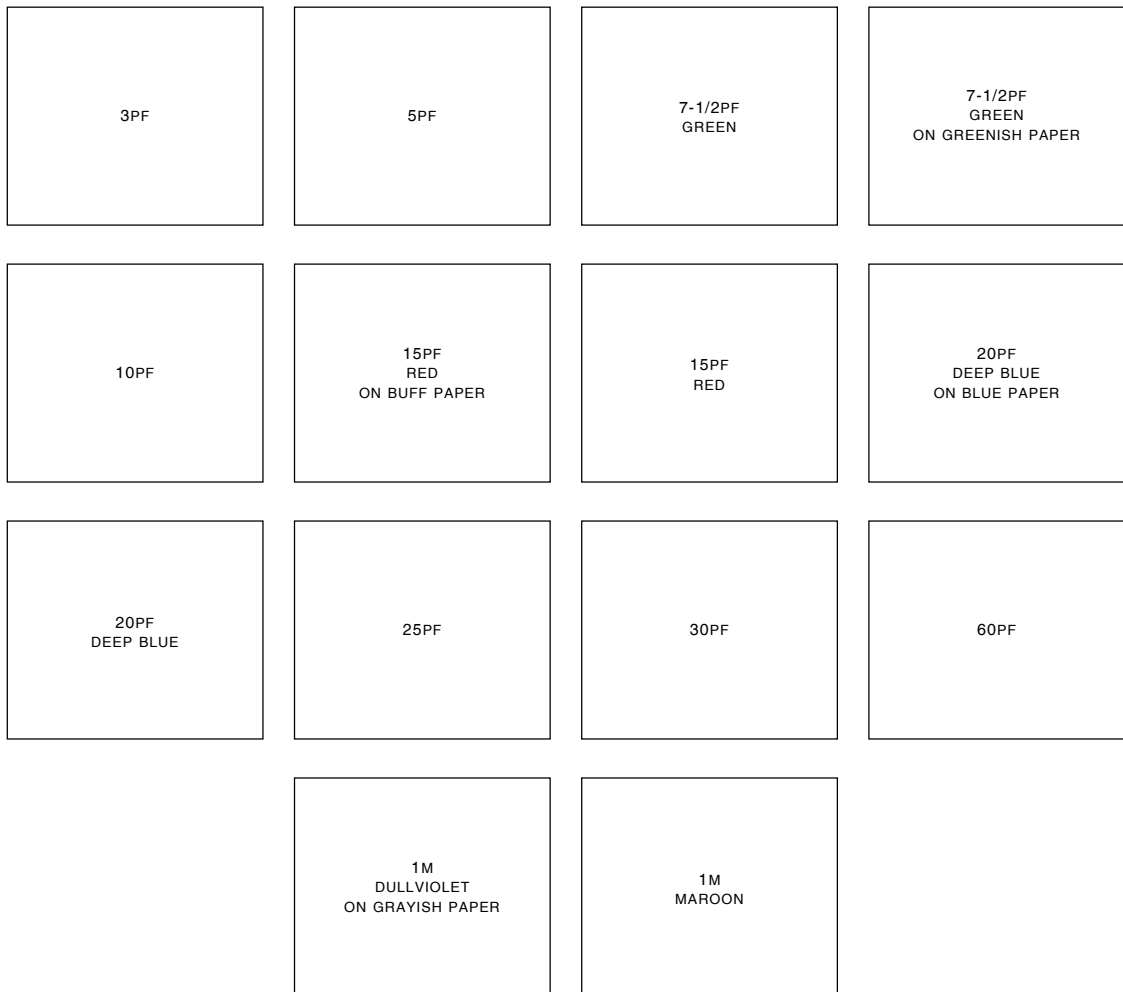 3PF
5PF
7-1/2PF
GREEN
7-1/2PF
GREEN
ON GREENISH PAPER
10PF
15PF
RED
ON BUFF PAPER
15PF
RED
20PF
DEEP BLUE
ON BLUE PAPER
20PF
DEEP BLUE
25PF
30PF
60PF
1M
DULLVIOLET
ON GRAYISH PAPER
1M
MAROON